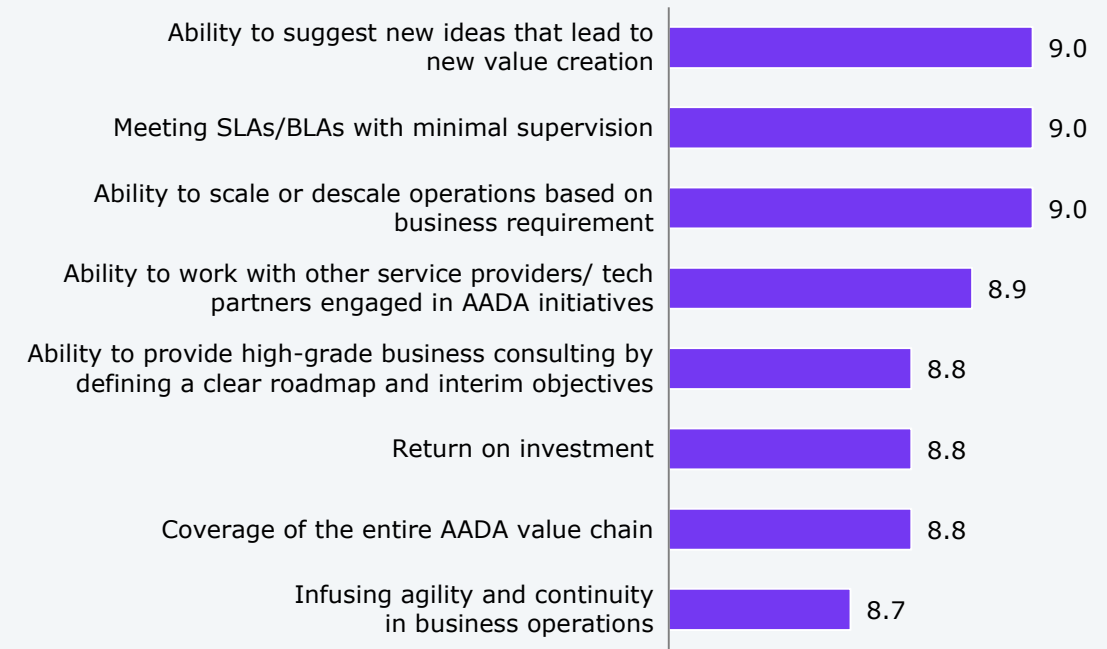 Ability to suggest new ideas that lead to
new value creation
9.0
Meeting SLAs/BLAs with minimal supervision
9.0
Ability to scale or descale operations based on
business requirement
9.0
Ability to work with other service providers/ tech
partners engaged in AADA initiatives
8.9
Ability to provide high-grade business consulting by
defining a clear roadmap and interim objectives
8.8
Return on investment
8.8
Coverage of the entire AADA value chain
8.8
Infusing agility and continuity
in business operations
8.7